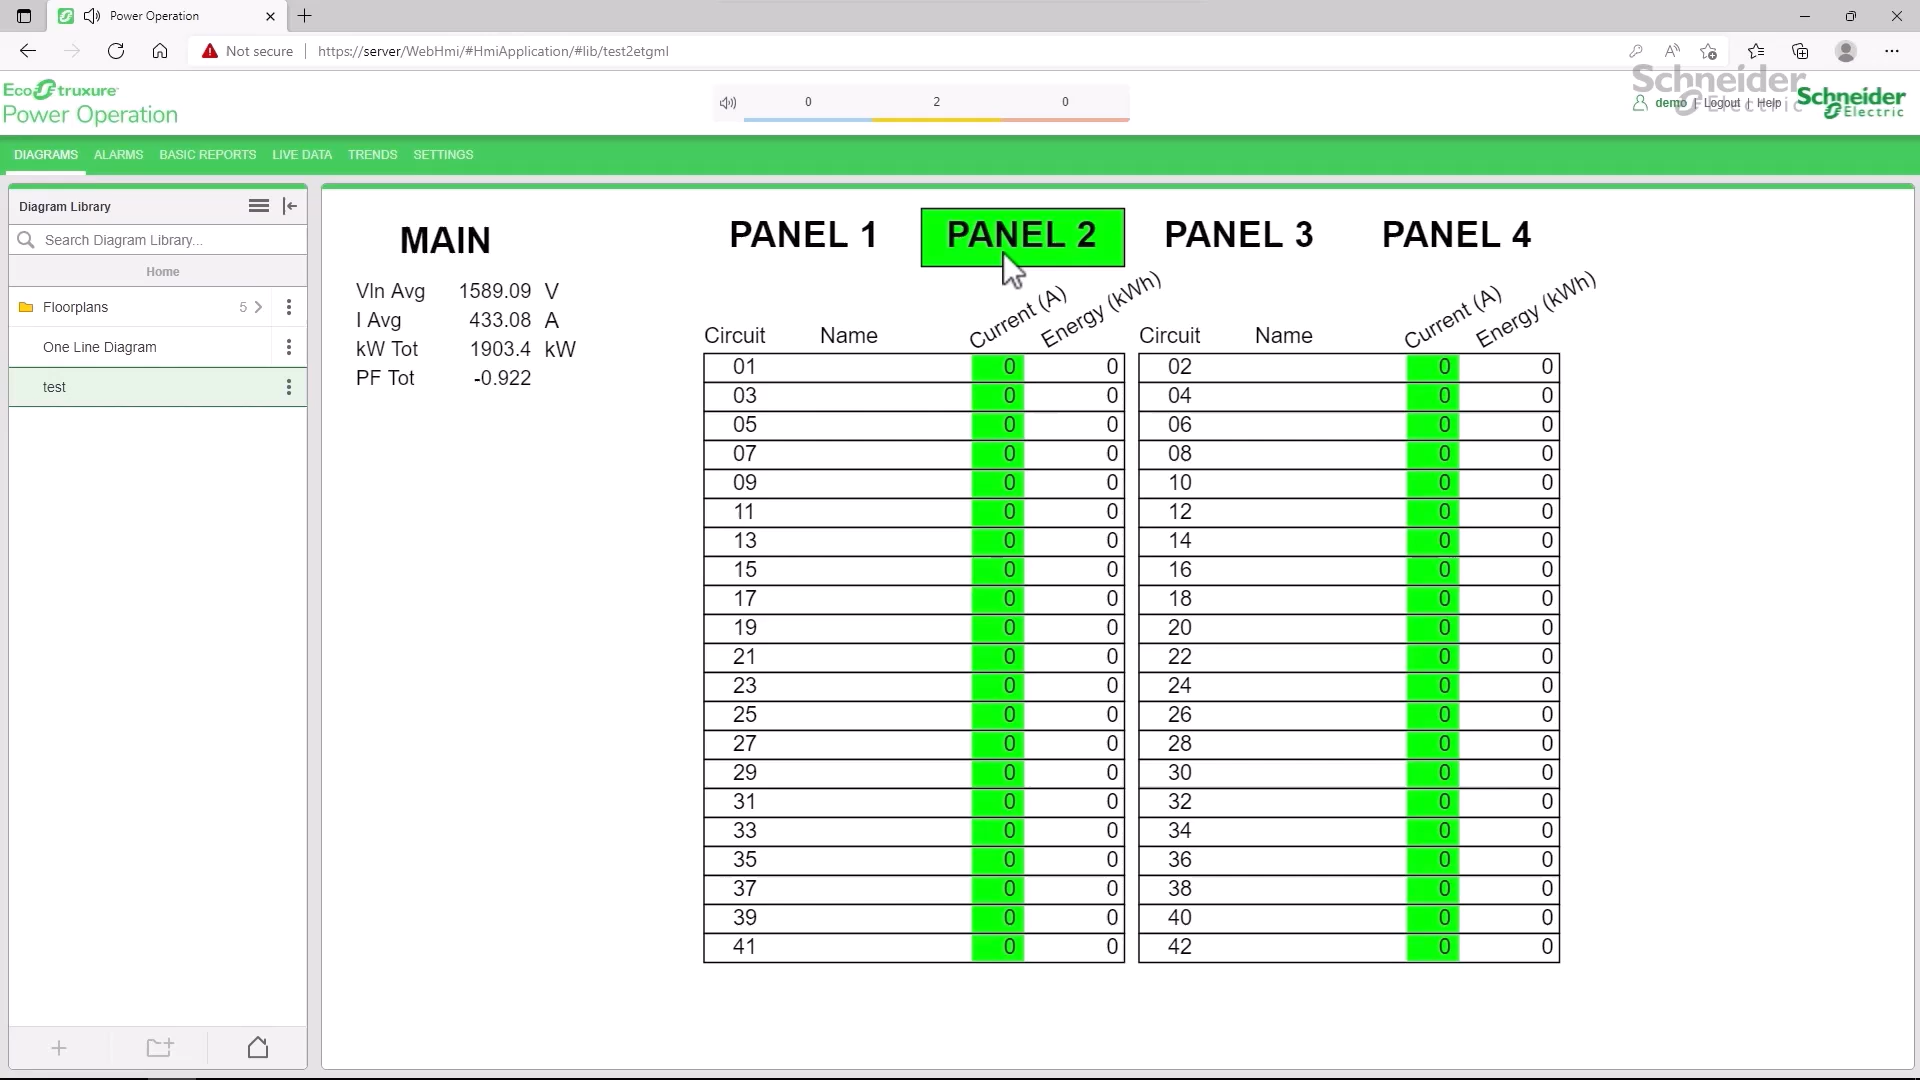 Power Operation
Not secure
https://server/WebHmi/#HmiApplication/#lib/test2etgml
EcoStruxure
Power Operation
0 2 0
Schneider Electric
demo | Logout | Help
Schneider Electric
DIAGRAMS ALARMS BASIC REPORTS LIVE DATA TRENDS SETTINGS
Diagram Library
Search Diagram Library...
Home
Floorplans 5
One Line Diagram
test
MAIN
Vln Avg 1589.09 V
I Avg 433.08 A
kW Tot 1903.4 kW
PF Tot -0.922
PANEL 1 PANEL 2 PANEL 3 PANEL 4
Circuit Name Current (A) Energy (kWh) Circuit Name Current (A) Energy (kWh)
01 0 0 02 0 0
03 0 0 04 0 0
05 0 0 06 0 0
07 0 0 08 0 0
09 0 0 10 0 0
11 0 0 12 0 0
13 0 0 14 0 0
15 0 0 16 0 0
17 0 0 18 0 0
19 0 0 20 0 0
21 0 0 22 0 0
23 0 0 24 0 0
25 0 0 26 0 0
27 0 0 28 0 0
29 0 0 30 0 0
31 0 0 32 0 0
33 0 0 34 0 0
35 0 0 36 0 0
37 0 0 38 0 0
39 0 0 40 0 0
41 0 0 42 0 0